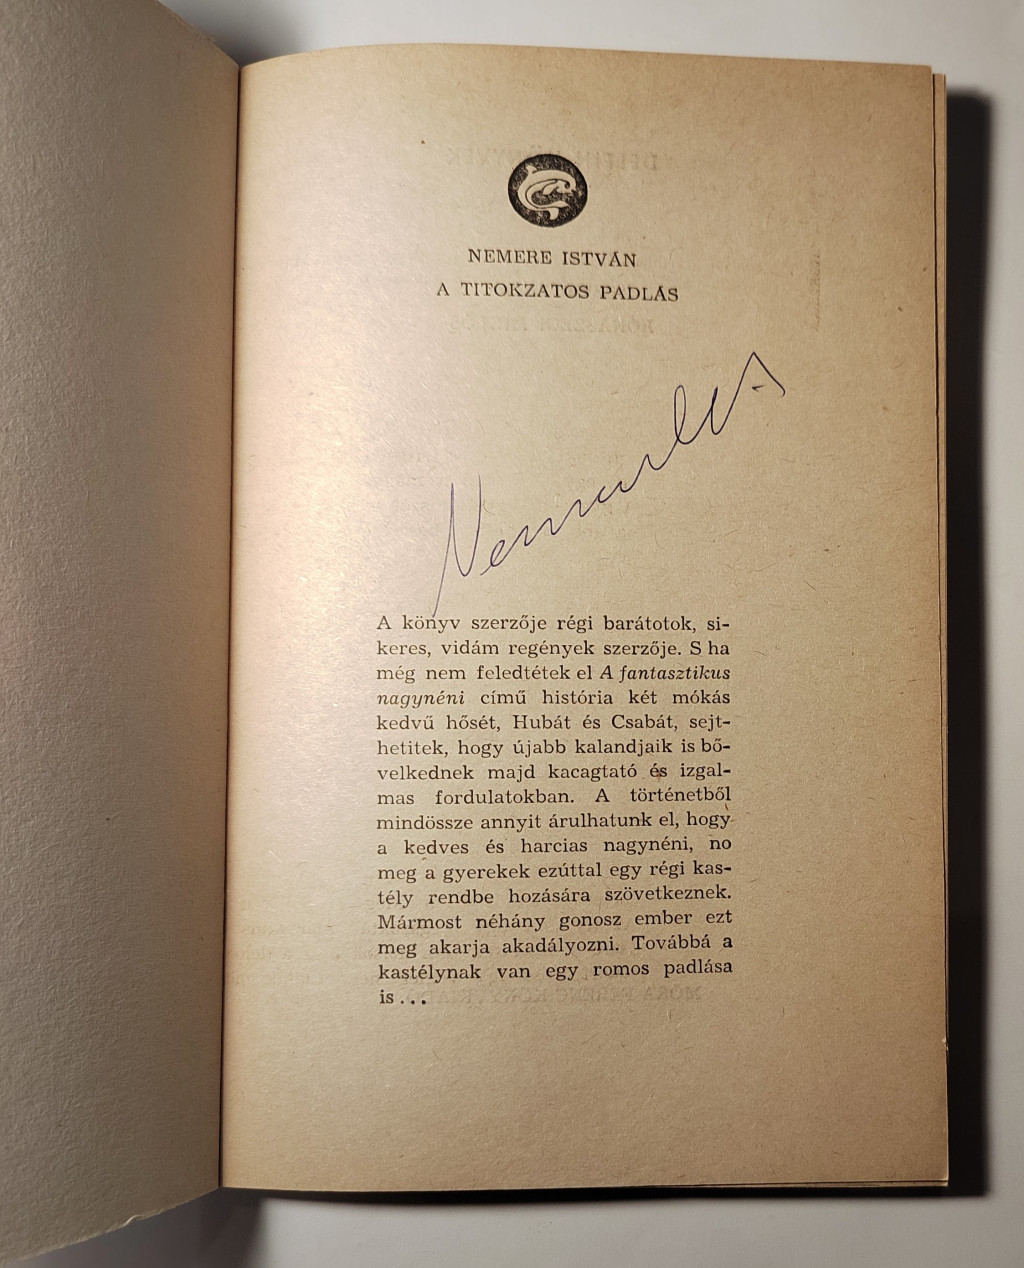 NEMERE ISTVÁN
A TITOKZATOS PADLÁS
A könyv szerzője régi barátotok, si-
keres, vidám regények szerzője. S ha
még nem feledtétek el A fantasztikus
nagynéni című história két mókás
kedvű hősét, Hubát és Csabát, sejt-
hetitek, hogy újabb kalandjaik is bő-
velkednek majd kacagtató és izgal-
mas fordulatokban. A történetből
mindössze annyit árulhatunk el, hogy
a kedves és harcias nagynéni, no
meg a gyerekek ezúttal egy régi kas-
tély rendbe hozására szövetkeznek.
Mármost néhány gonosz ember ezt
meg akarja akadályozni. Továbbá a
kastélynak van egy romos padlása
is ...